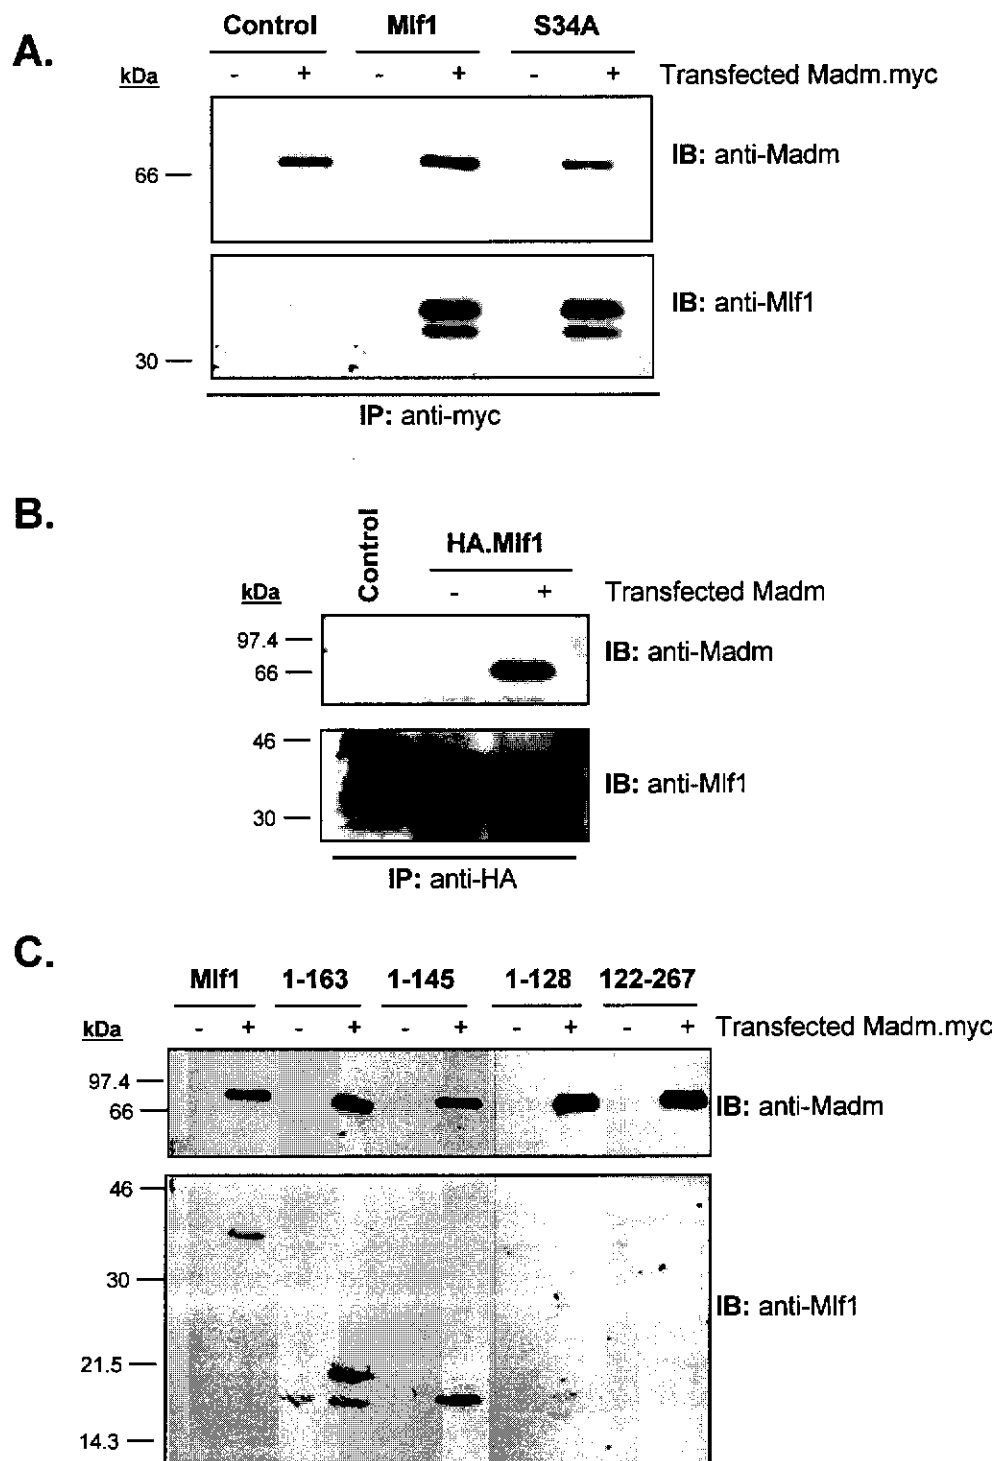 A.
Control Mlf1 S34A
kDa - + - + - + Transfected Madm.myc
IB: anti-Madm
66
IB: anti-Mlf1
30
IP: anti-myc
B.
Control
HA.Mlf1
kDa - + Transfected Madm
97.4
IB: anti-Madm
66
46
IB: anti-Mlf1
30
IP: anti-HA
C.
Mlf1 1-163 1-145 1-128 122-267
kDa - + - + - + - + - + Transfected Madm.myc
97.4
66
IB: anti-Madm
46
30
IB: anti-Mlf1
21.5
14.3